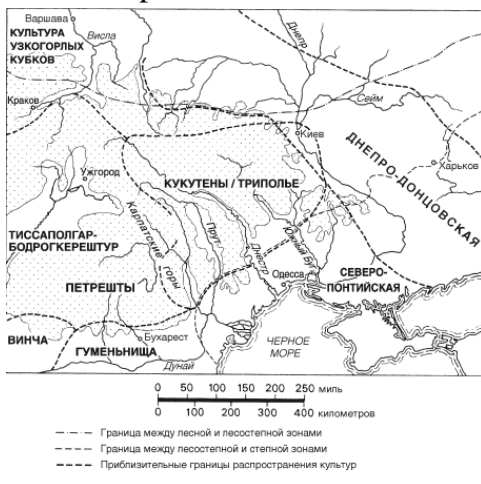 Варшава
КУЛЬТУРА
УЗКОГОРЛЫХ
КУБКОВ
Висла
Днепр
Краков
Сейм
Киев
ДНЕПРО-ДОНЦОВСКАЯ
Харьков
Ужгород
КУКУТЕНЫ / ТРИПОЛЬЕ
ТИССАПОЛГАР-
БОДРОГКЕРЕШТУР
Карпатские горы
Прут
Днестр
Южный Буг
Одесса
СЕВЕРО-
ПОНТИЙСКАЯ
ПЕТРЕШТЫ
ВИНЧА
Бухарест
ГУМЕЛЬНИЦА
Дунай
ЧЕРНОЕ
МОРЕ
0 50 100 150 200 250 миль
0 100 200 300 400 километров
Граница между лесной и лесостепной зонами
Граница между лесостепной и степной зонами
Приблизительные границы распространения культур